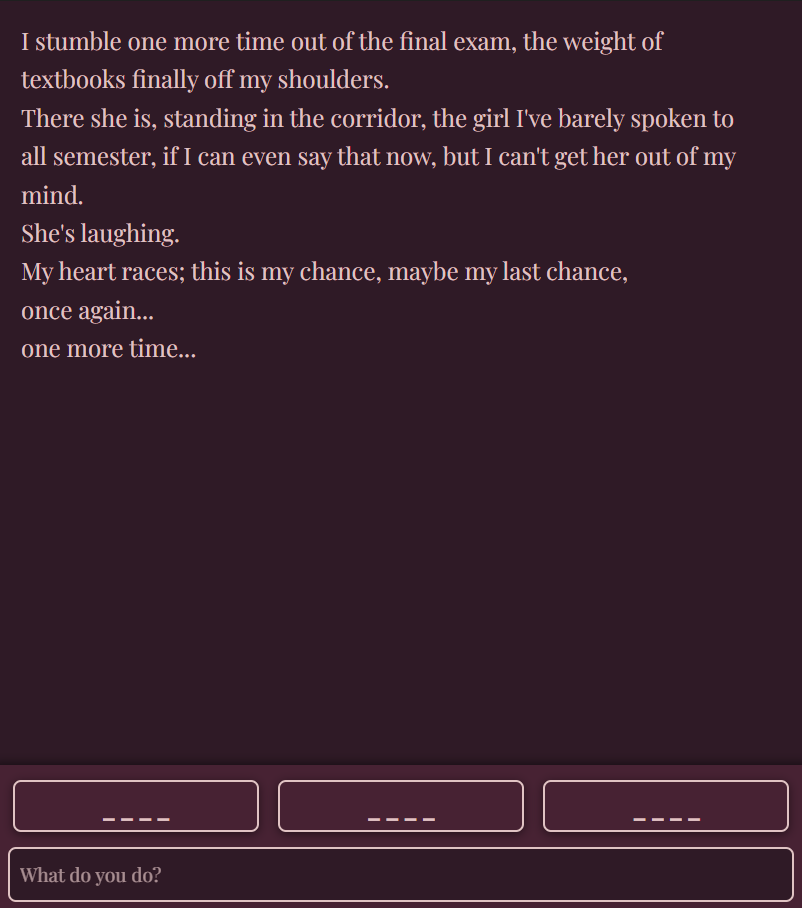 I stumble one more time out of the final exam, the weight of
textbooks finally off my shoulders.
There she is, standing in the corridor, the girl I've barely spoken to
all semester, if I can even say that now, but I can't get her out of my
mind.
She's laughing.
My heart races; this is my chance, maybe my last chance,
once again...
one more time...
_ _ _ _ _ _ _ _ _ _ _ _
What do you do?